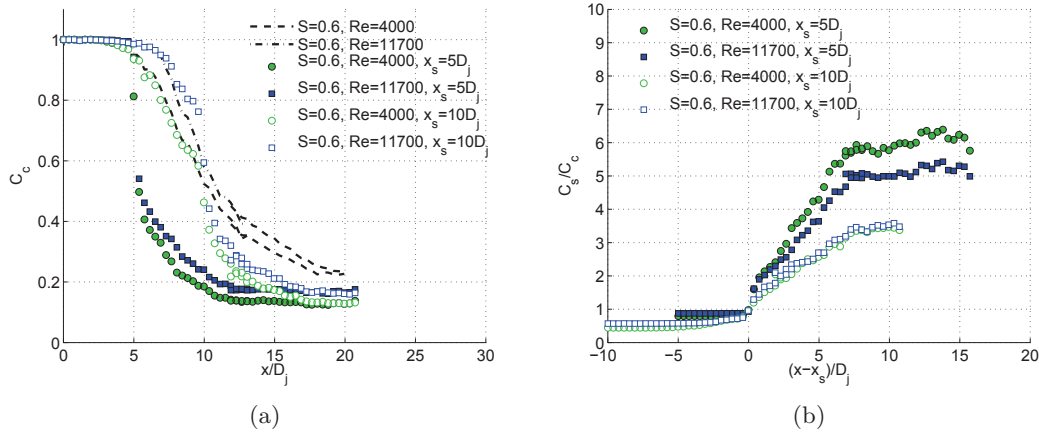 S=0.6, Re=4000
S=0.6, Re=11700
S=0.6, Re=4000, x_s=5D_j
S=0.6, Re=11700, x_s=5D_j
S=0.6, Re=4000, x_s=10D_j
S=0.6, Re=11700, x_s=10D_j
1
0.8
0.6
0.4
0.2
0
C_c
0 5 10 15 20 25 30
x/D_j
(a)
S=0.6, Re=4000, x_s=5D_j
S=0.6, Re=11700, x_s=5D_j
S=0.6, Re=4000, x_s=10D_j
S=0.6, Re=11700, x_s=10D_j
10
9
8
7
6
5
4
3
2
1
0
C_s/C_c
−10 −5 0 5 10 15 20
(x−x_s)/D_j
(b)